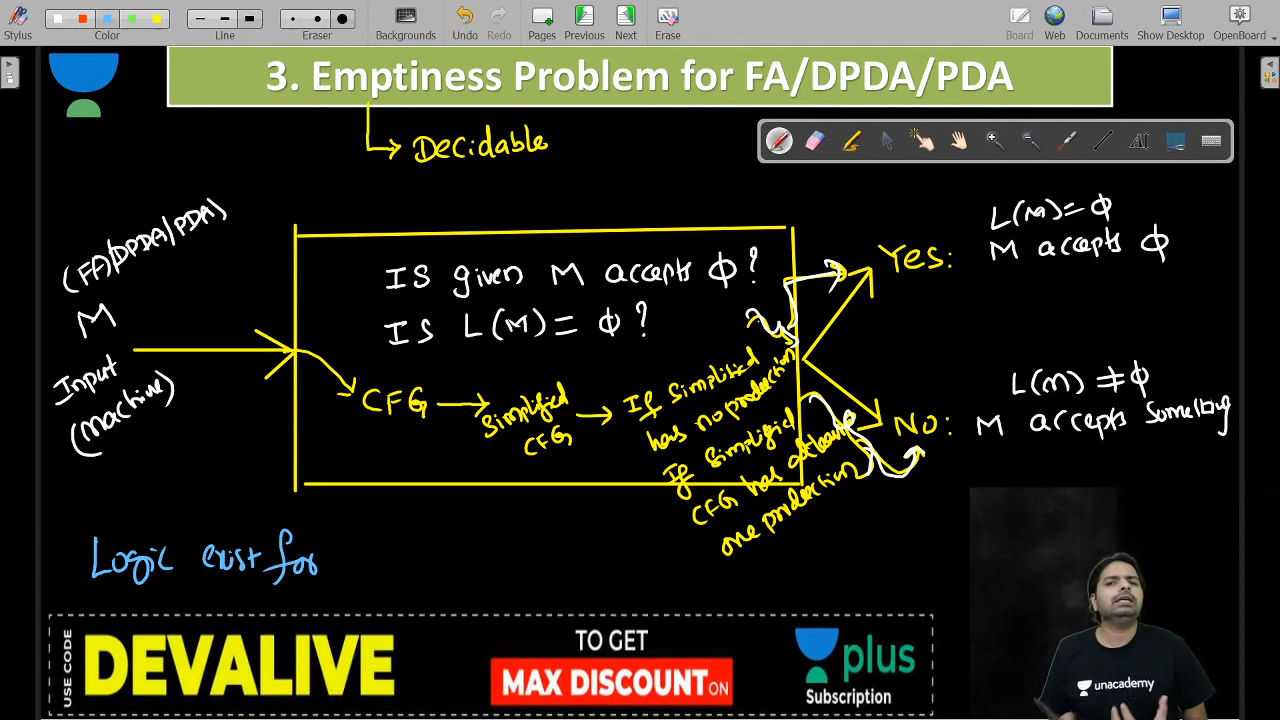 Stylus
Color
Line
Eraser
Backgrounds
Undo
Redo
Pages
Previous
Next
Erase
Board
Web
Documents
Show Desktop
OpenBoard
3. Emptiness Problem for FA/DPDA/PDA
Decidable
(FA/DPDA/PDA)
M
Input
(machine)
IS given M accepts ϕ?
IS L(M) = ϕ?
CFG
Simplified
CFG
If simplified
has no production
If simplified
CFG has atleast
one production
Yes:
L(M) = ϕ
M accepts ϕ
No:
L(M) ≠ ϕ
M accepts something
Logic exist for
USE CODE
DEVALIVE
TO GET
MAX DISCOUNT ON
plus
Subscription
unacademy